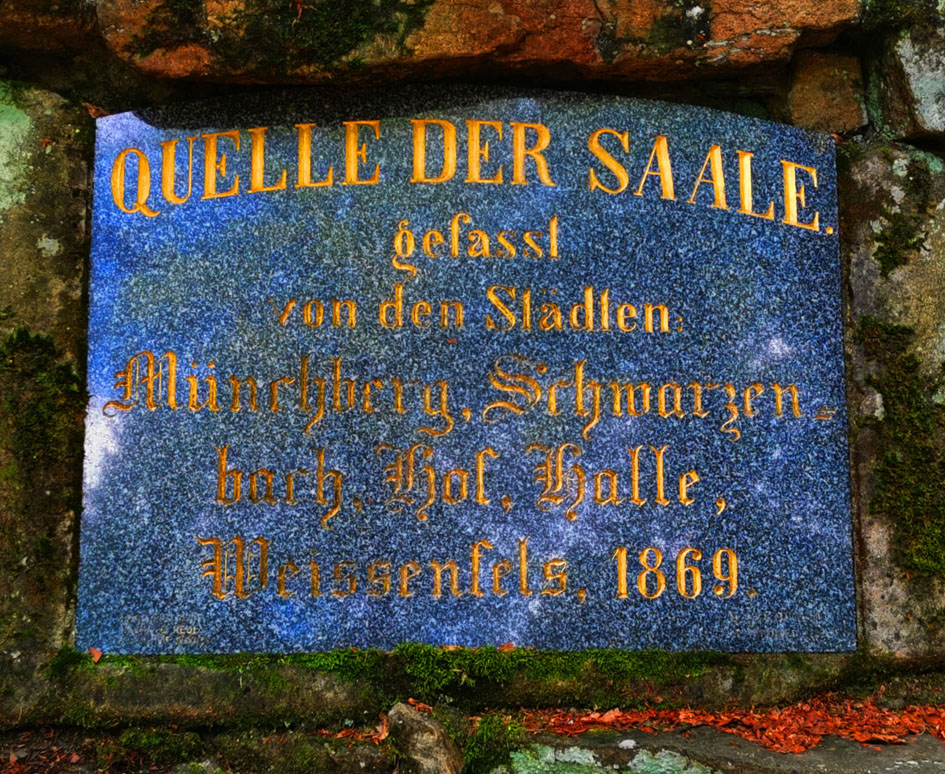 QUELLE DER SAALE.
gefasst
von den Städten:
Münchberg, Schwarzen-
bach, Hof, Halle,
Weissenfels, 1869.